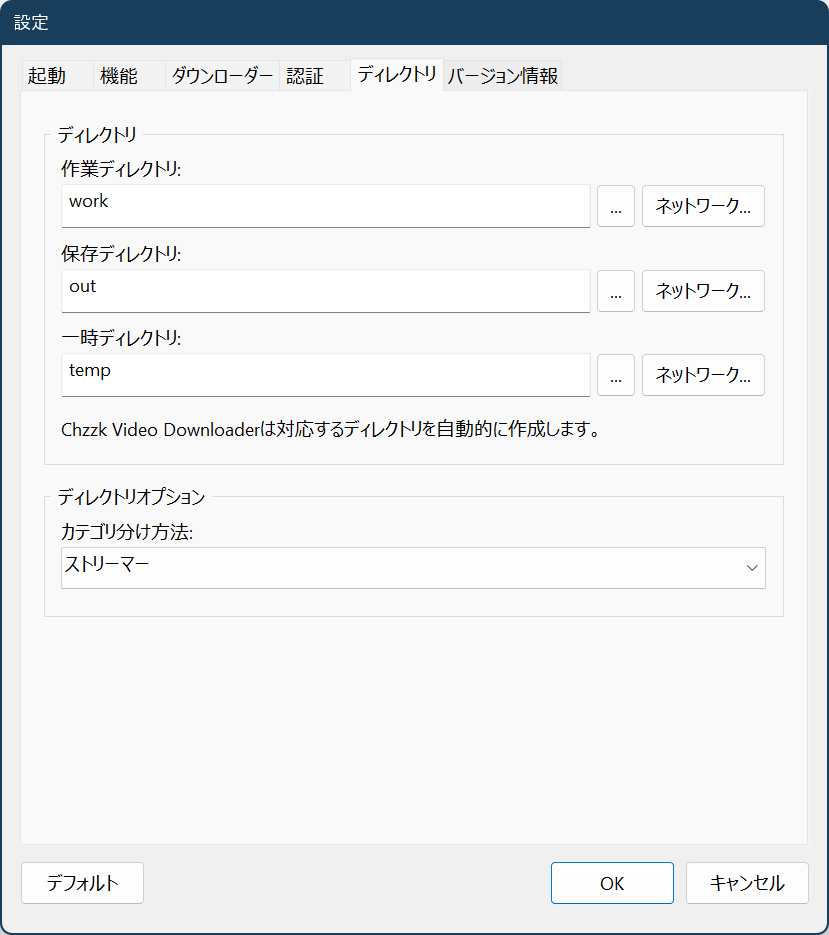 設定
起動 機能 ダウンローダー 認証 ディレクトリ バージョン情報
ディレクトリ
作業ディレクトリ:
work ... ネットワーク...
保存ディレクトリ:
out ... ネットワーク...
一時ディレクトリ:
temp ... ネットワーク...
Chzzk Video Downloaderは対応するディレクトリを自動的に作成します。
ディレクトリオプション
カテゴリ分け方法:
ストリーマー
デフォルト OK キャンセル